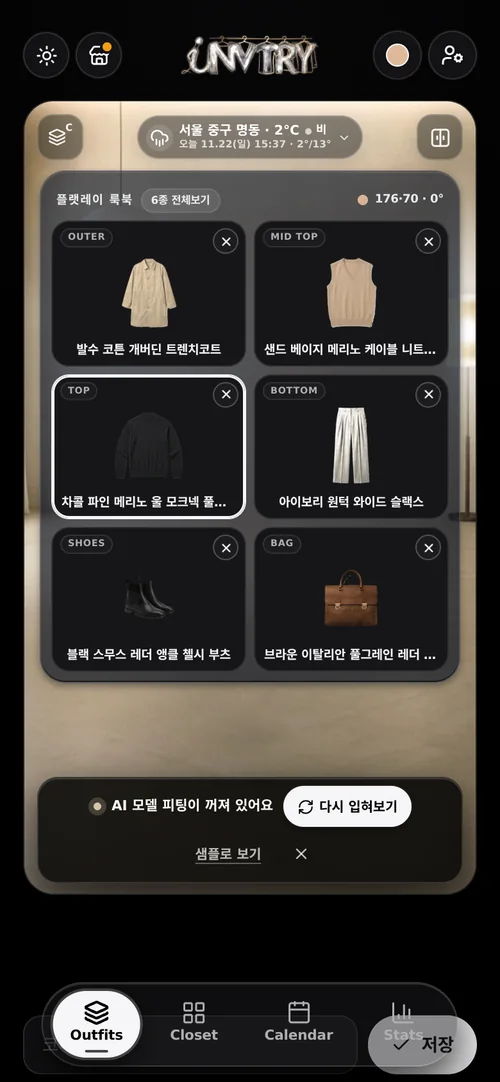 iNVTRY
C
서울 중구 명동 · 2°C 비
오늘 11.22(일) 15:37 · 2°/13°
플랫레이 룩북
6종 전체보기
176·70 · 0°
OUTER
발수 코튼 개버딘 트렌치코트
MID TOP
샌드 베이지 메리노 케이블 니트...
TOP
차콜 파인 메리노 울 모크넥 풀...
BOTTOM
아이보리 원턱 와이드 슬랙스
SHOES
블랙 스무스 레더 앵클 첼시 부츠
BAG
브라운 이탈리안 풀그레인 레더 ...
AI 모델 피팅이 꺼져 있어요
다시 입혀보기
샘플로 보기
Outfits
Closet
Calendar
Stats
저장